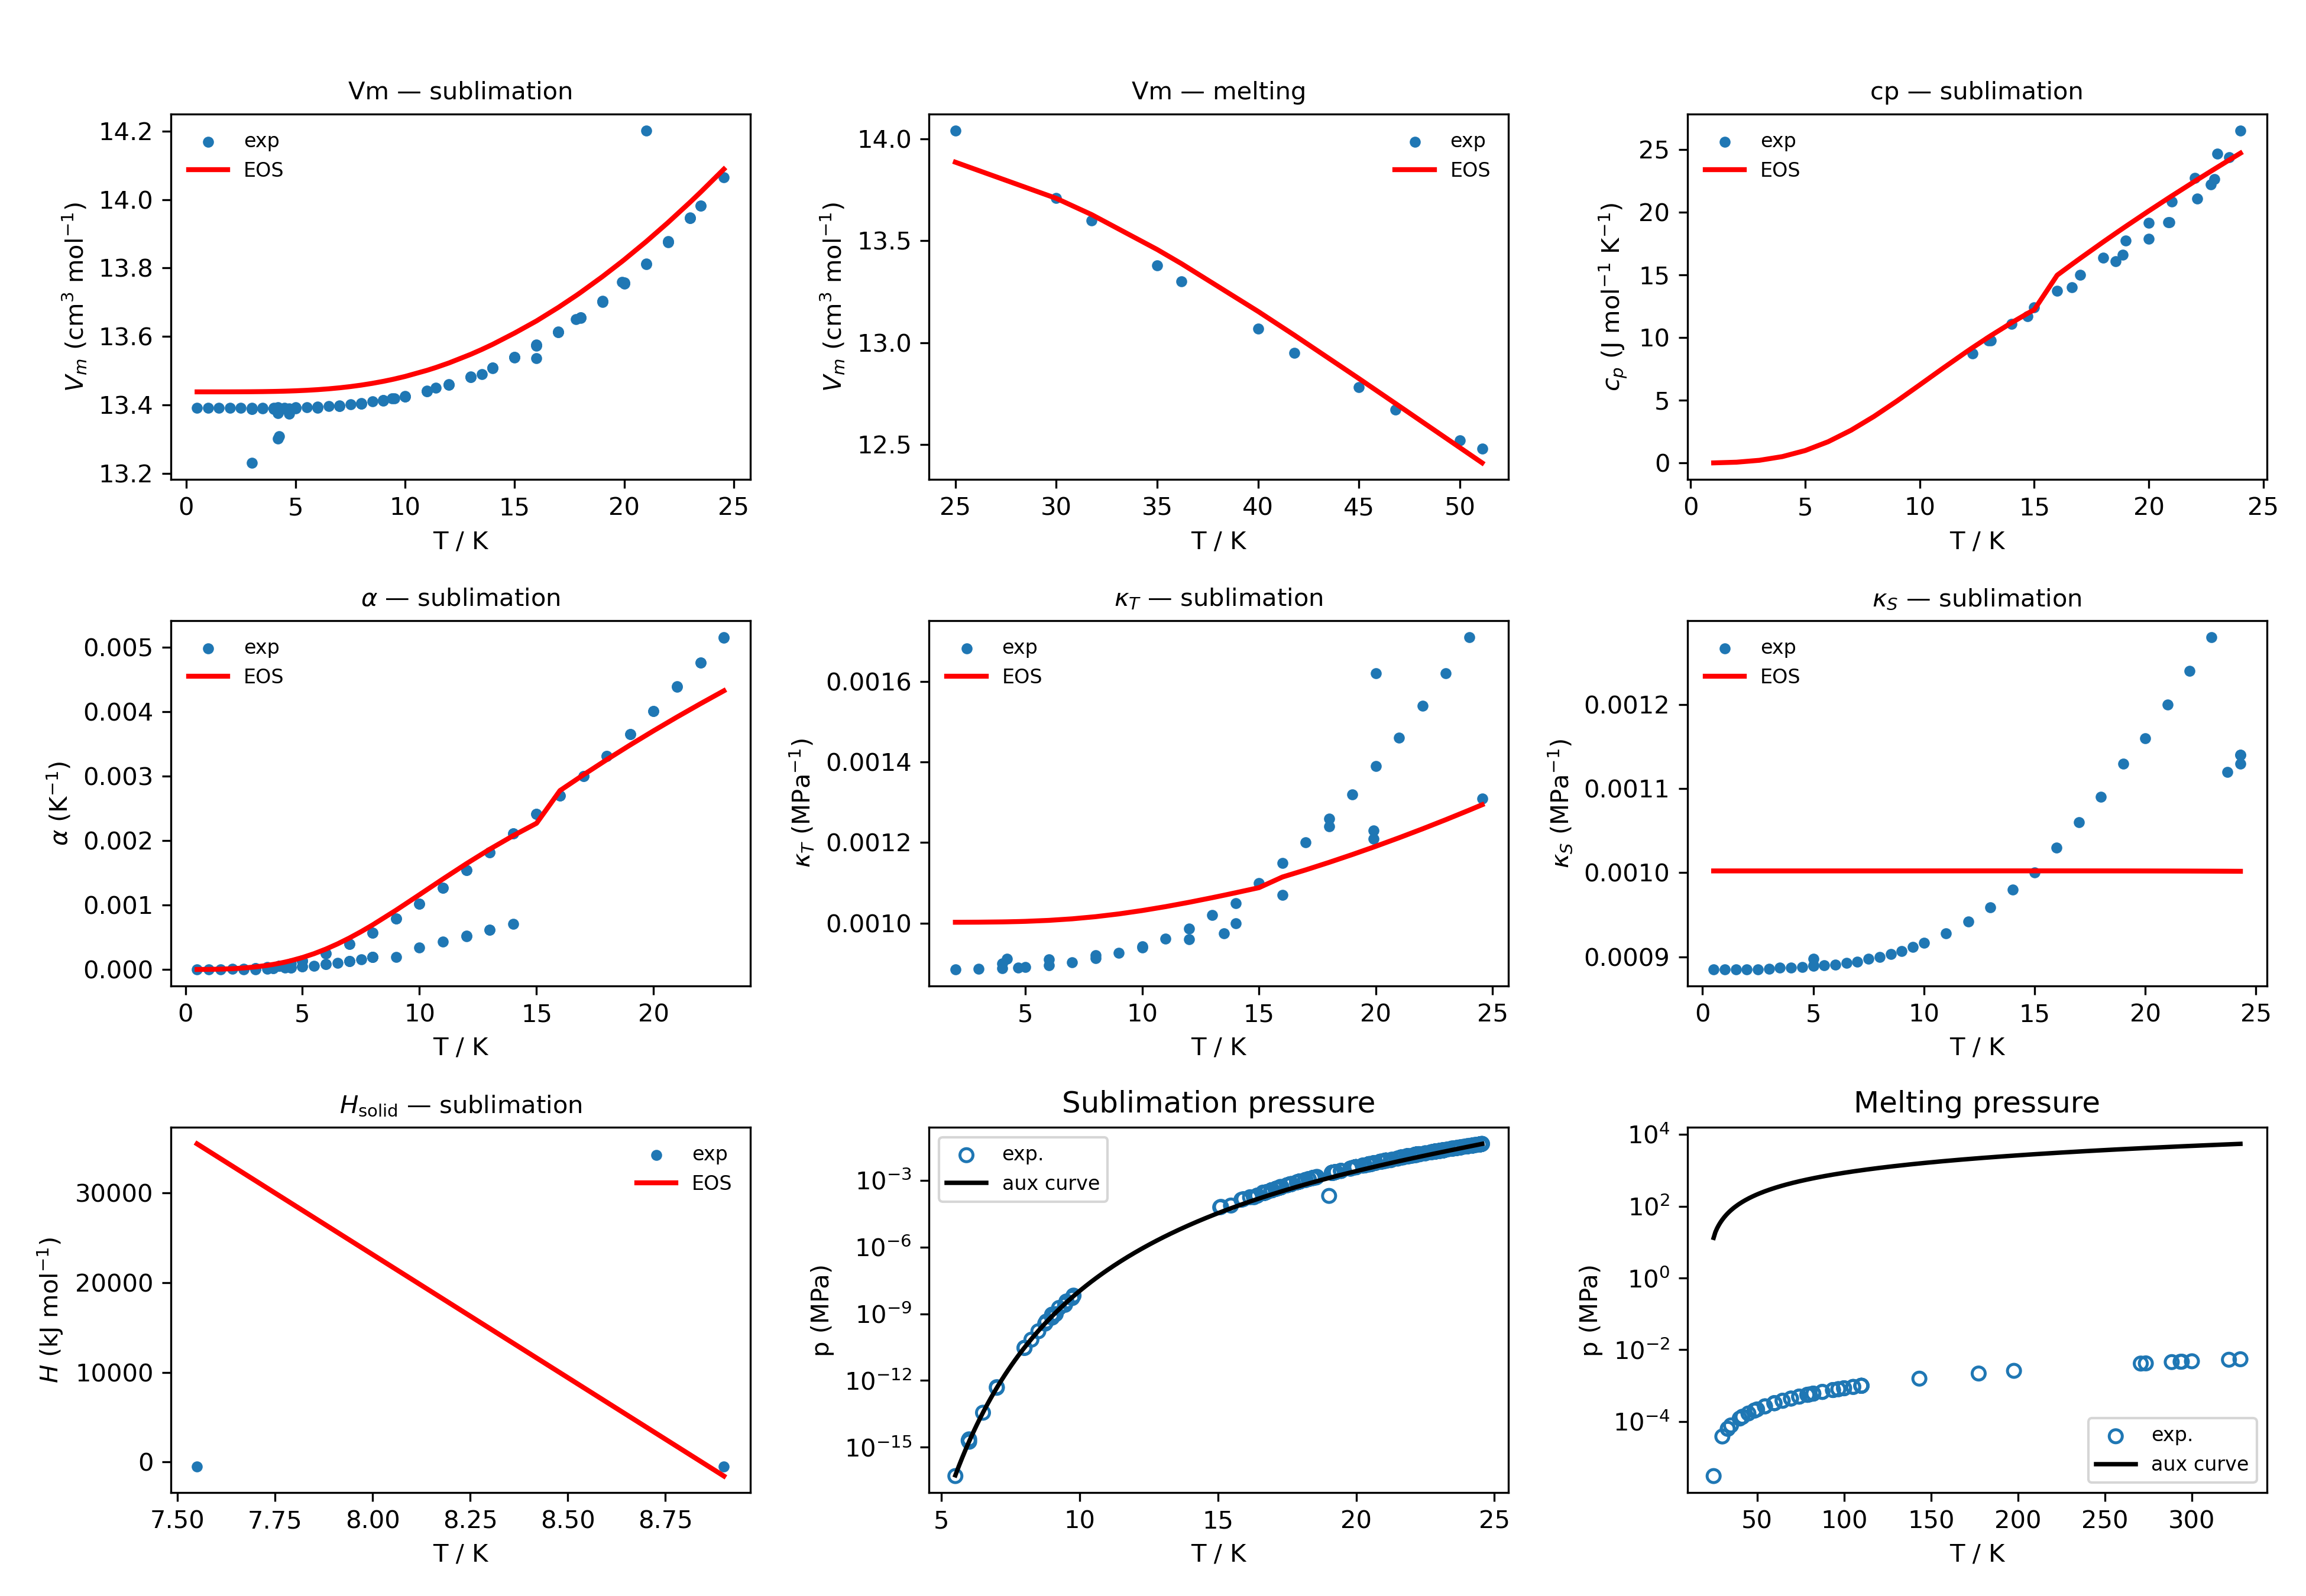 Vm — sublimation
exp
EOS
14.2
14.0
13.8
13.6
13.4
13.2
0 5 10 15 20 25
T / K
V_m (cm³ mol⁻¹)
Vm — melting
exp
EOS
14.0
13.5
13.0
12.5
25 30 35 40 45 50
T / K
V_m (cm³ mol⁻¹)
cp — sublimation
exp
EOS
25
20
15
10
5
0
0 5 10 15 20 25
T / K
c_p (J mol⁻¹ K⁻¹)
α — sublimation
exp
EOS
0.005
0.004
0.003
0.002
0.001
0.000
0 5 10 15 20
T / K
α (K⁻¹)
κ_T — sublimation
exp
EOS
0.0016
0.0014
0.0012
0.0010
5 10 15 20 25
T / K
κ_T (MPa⁻¹)
κ_S — sublimation
exp
EOS
0.0012
0.0011
0.0010
0.0009
0 5 10 15 20 25
T / K
κ_S (MPa⁻¹)
H_solid — sublimation
exp
EOS
30000
20000
10000
0
7.50 7.75 8.00 8.25 8.50 8.75
T / K
H (kJ mol⁻¹)
Sublimation pressure
exp.
aux curve
10⁻³
10⁻⁶
10⁻⁹
10⁻¹²
10⁻¹⁵
5 10 15 20 25
T / K
p (MPa)
Melting pressure
10⁴
10²
10⁰
10⁻²
10⁻⁴
exp.
aux curve
50 100 150 200 250 300
T / K
p (MPa)